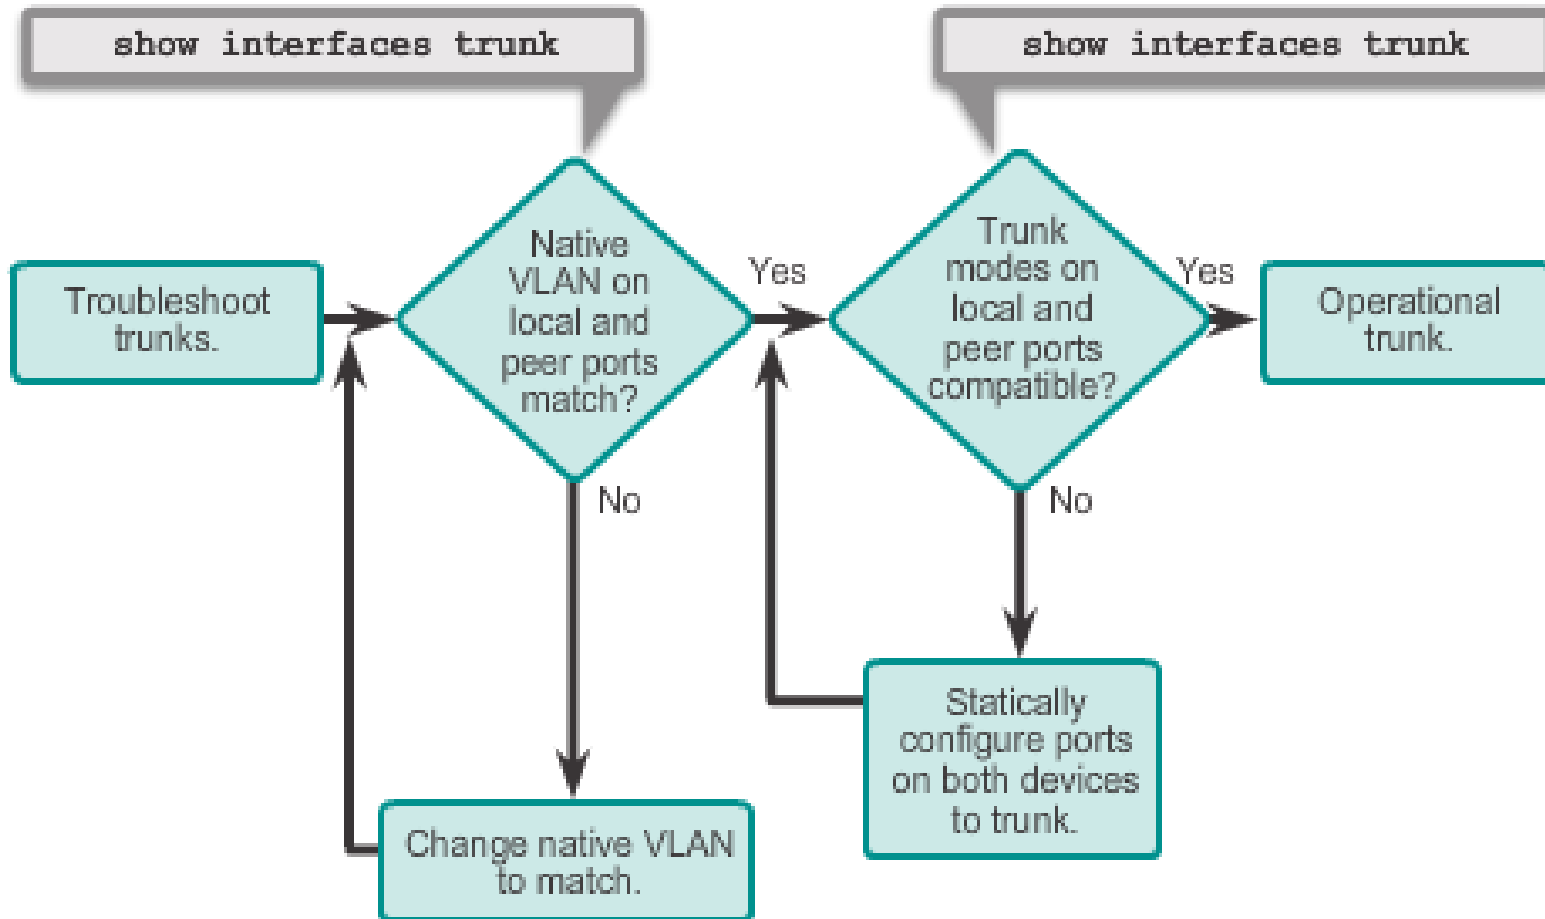 show interfaces trunk
show interfaces trunk
Troubleshoot
trunks.
Native
VLAN on
local and
peer ports
match?
Yes
No
Trunk
modes on
local and
peer ports
compatible?
Yes
No
Operational
trunk.
Statically
configure ports
on both devices
to trunk.
Change native VLAN
to match.